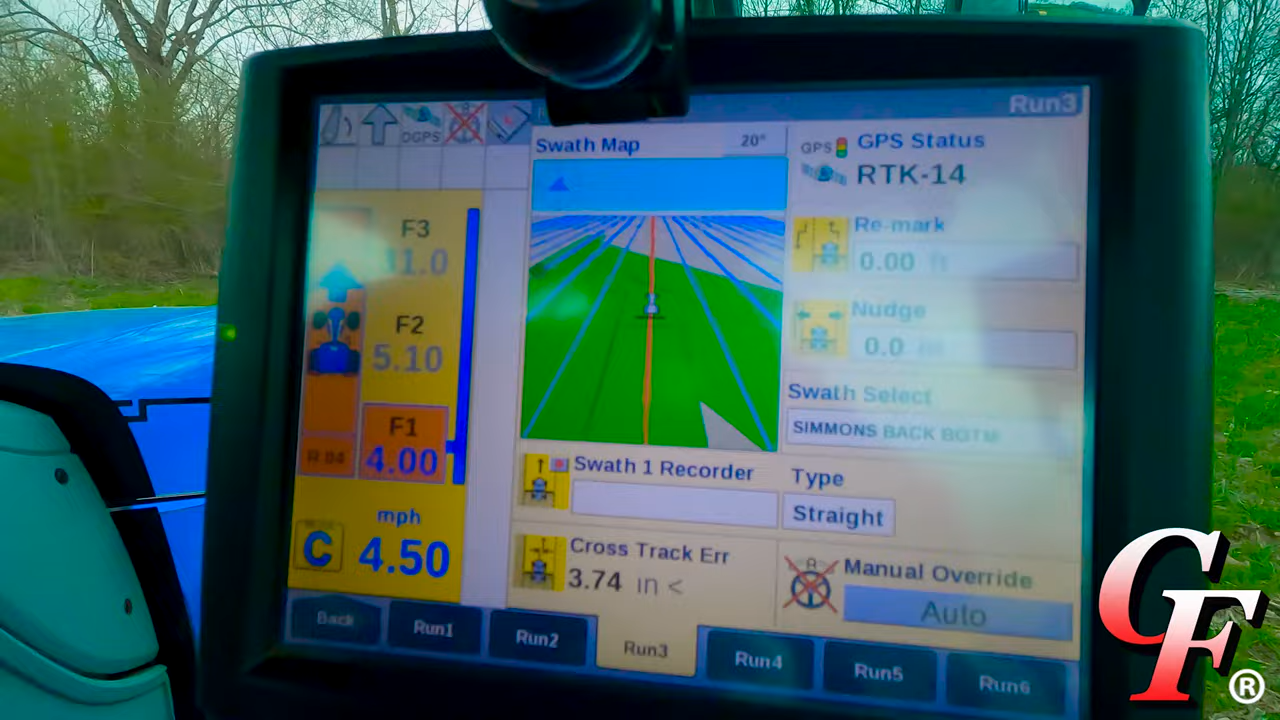 Run3
DGPS
Swath Map
20°
GPS
GPS Status
RTK-14
F3
F2
5.10
F1
4.00
R 04
mph
C
4.50
Re-mark
0.00 ft
Nudge
0.0
Swath Select
SIMMONS BACK BOTM
Swath 1 Recorder
Type
Straight
Cross Track Err
3.74 in <
Manual Override
Auto
Back
Run1
Run2
Run3
Run4
Run5
Run6
CF®